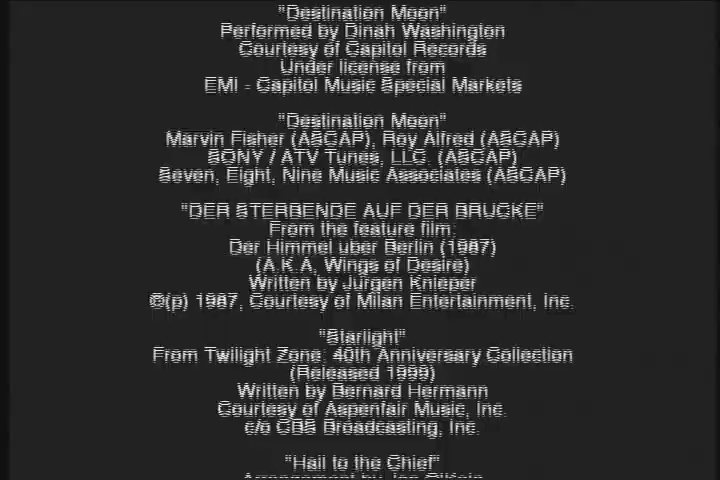 "Destination Moon"
Performed by Dinah Washington
Courtesy of Capitol Records
Under license from
EMI - Capitol Music Special Markets
"Destination Moon"
Marvin Fisher (ASCAP), Roy Alfred (ASCAP)
SONY / ATV Tunes, LLC. (ASCAP)
Seven, Eight, Nine Music Associates (ASCAP)
"DER STERBENDE AUF DER BRUCKE"
From the feature film:
Der Himmel uber Berlin (1987)
(A.K.A, Wings of Desire)
Written by Jurgen Knieper
©(p) 1987, Courtesy of Milan Entertainment, Inc.
"Starlight"
From Twilight Zone: 40th Anniversary Collection
(Released 1999)
Written by Bernard Hermann
Courtesy of Aspenfair Music, Inc.
c/o CBS Broadcasting, Inc.
"Hail to the Chief"
Arrangement by